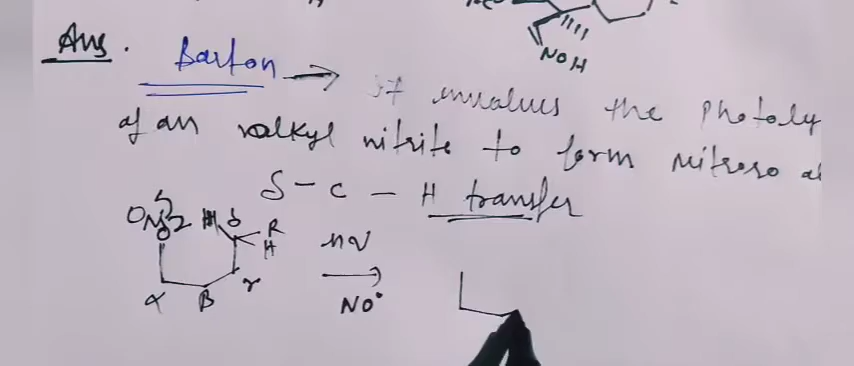 NOH
Ans.
Barton → it involves the photoly
of an alkyl nitrite to form nitroso al
δ - C - H transfer
H δ R
H
hν
NO•
α β γ